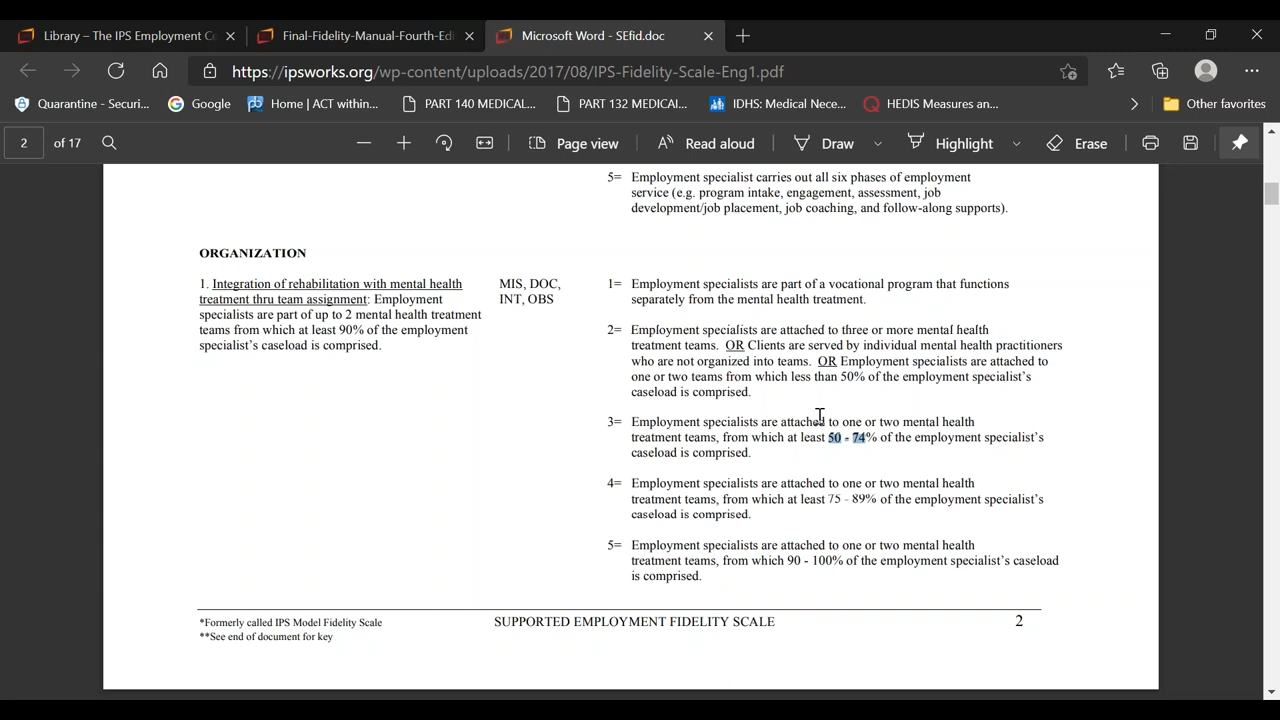 Library – The IPS Employment Ce
Final-Fidelity-Manual-Fourth-Edi
Microsoft Word - SEfid.doc
https://ipsworks.org/wp-content/uploads/2017/08/IPS-Fidelity-Scale-Eng1.pdf
Quarantine - Securi...
Google
Home | ACT within...
PART 140 MEDICAL...
PART 132 MEDICAI...
IDHS: Medical Nece...
HEDIS Measures an...
Other favorites
2 of 17
Page view
Read aloud
Draw
Highlight
Erase
5= Employment specialist carries out all six phases of employment
service (e.g. program intake, engagement, assessment, job
development/job placement, job coaching, and follow-along supports).
ORGANIZATION
1. Integration of rehabilitation with mental health
treatment thru team assignment: Employment
specialists are part of up to 2 mental health treatment
teams from which at least 90% of the employment
specialist's caseload is comprised.
MIS, DOC,
INT, OBS
1= Employment specialists are part of a vocational program that functions
separately from the mental health treatment.
2= Employment specialists are attached to three or more mental health
treatment teams. OR Clients are served by individual mental health practitioners
who are not organized into teams. OR Employment specialists are attached to
one or two teams from which less than 50% of the employment specialist's
caseload is comprised.
3= Employment specialists are attached to one or two mental health
treatment teams, from which at least 50 - 74% of the employment specialist's
caseload is comprised.
4= Employment specialists are attached to one or two mental health
treatment teams, from which at least 75 - 89% of the employment specialist's
caseload is comprised.
5= Employment specialists are attached to one or two mental health
treatment teams, from which 90 - 100% of the employment specialist's caseload
is comprised.
*Formerly called IPS Model Fidelity Scale
**See end of document for key
SUPPORTED EMPLOYMENT FIDELITY SCALE
2